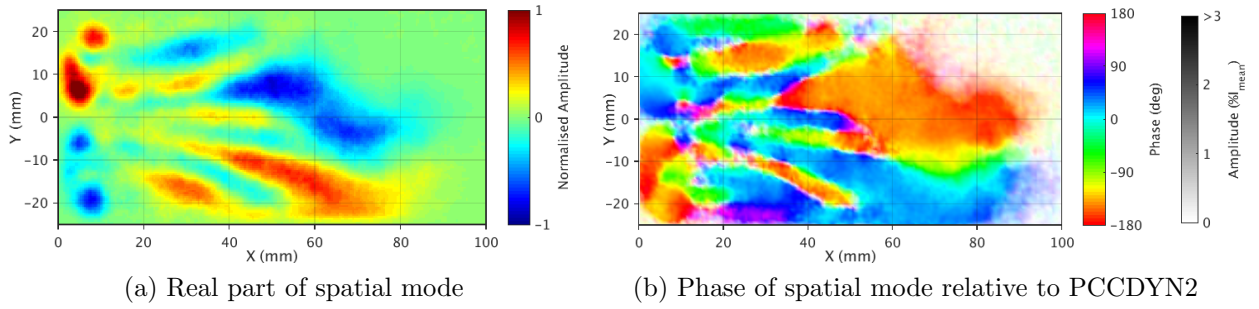 20
10
0
−10
−20
Y (mm)
0 20 40 60 80 100
X (mm)
1
0
−1
Normalised Amplitude
(a) Real part of spatial mode
20
10
0
−10
−20
Y (mm)
0 20 40 60 80 100
X (mm)
180
90
0
-90
-180
Phase (deg)
>3
2
1
0
Amplitude (%I_mean)
(b) Phase of spatial mode relative to PCCDYN2